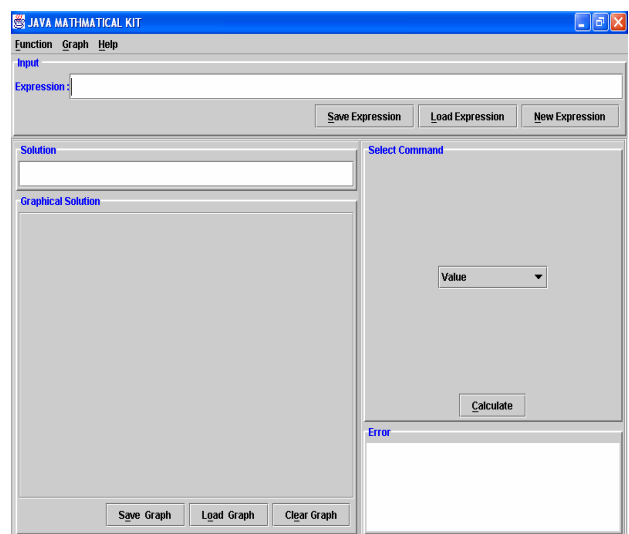 JAVA MATHMATICAL KIT
Function Graph Help
Input
Expression :
Save Expression Load Expression New Expression
Solution
Select Command
Graphical Solution
Value
Calculate
Error
Save Graph Load Graph Clear Graph